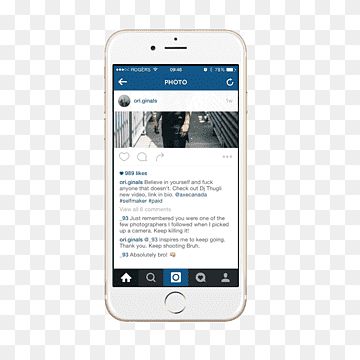 ROGERS 09:46
PHOTO
ori.ginals 1w
989 likes
ori.ginals Believe in yourself and fuck
anyone that doesn't. Check out Dj Thugli
new video, link in bio. @axecanada
#selfmaker #paid
View all 6 comments
_93 Just remembered you were one of the
few photographers I followed when I picked
up a camera. Keep killing it!
ori.ginals @_93 inspires me to keep going.
Thank you. Keep shooting Bruh.
_93 Absolutely bro! 👊